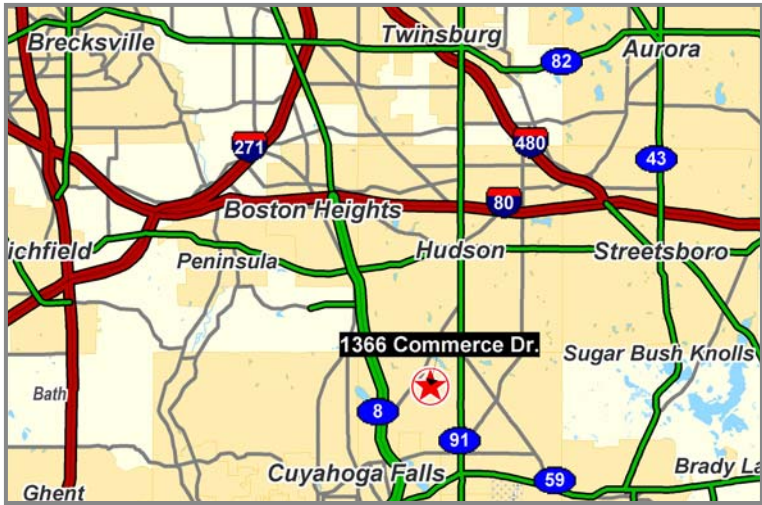 Twinsburg
Brecksville
Aurora
82
271
480
43
80
Boston Heights
ichfield
Hudson
Streetsboro
Peninsula
1366 Commerce Dr.
Sugar Bush Knolls
Bath
8
91
Cuyahoga Falls
Brady La
59
Ghent